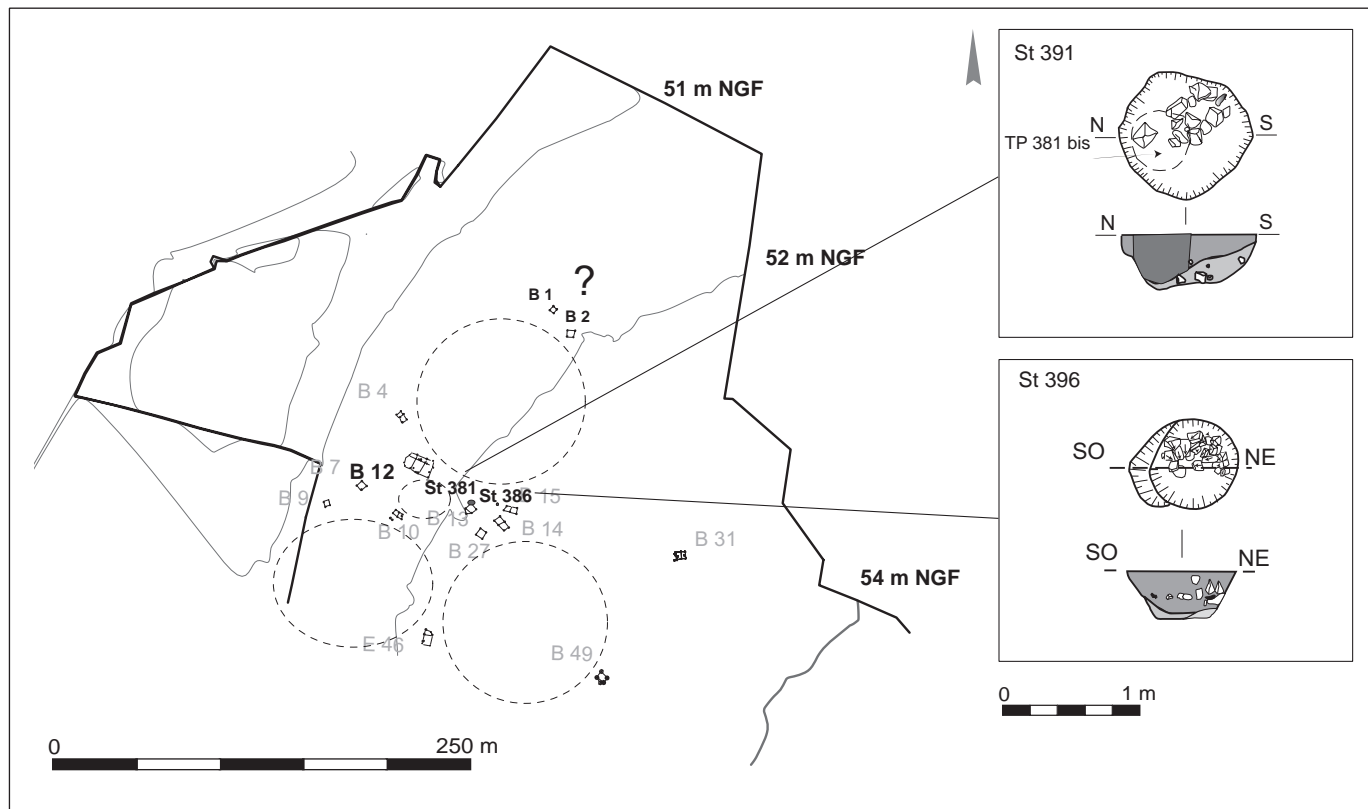 51 m NGF
52 m NGF
?
B 1
B 2
B 4
B 7
B 12
B 9
St 381
St 386
B 15
B 10
B 13
B 14
B 27
B 31
54 m NGF
E 46
B 49
0
250 m
St 391
N
S
TP 381 bis
N
S
St 396
SO
NE
SO
NE
0
1 m